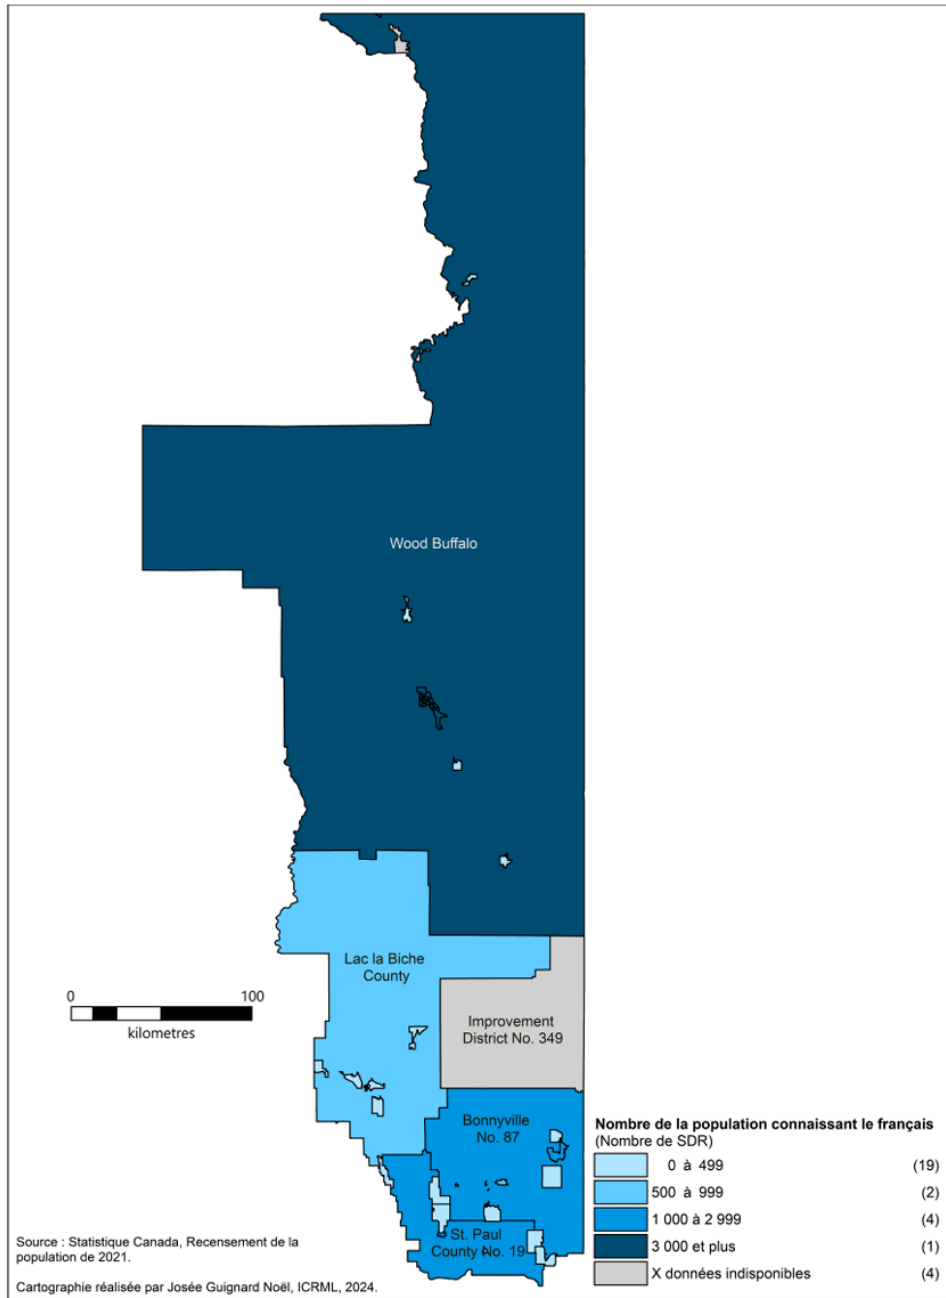 Wood Buffalo
Lac la Biche
County
0 100
kilometres
Improvement
District No. 349
Bonnyville
No. 87
St. Paul
County No. 19
Nombre de la population connaissant le français
(Nombre de SDR)
0 à 499 (19)
500 à 999 (2)
1 000 à 2 999 (4)
3 000 et plus (1)
X données indisponibles (4)
Source : Statistique Canada, Recensement de la
population de 2021.
Cartographie réalisée par Josée Guignard Noël, ICRML, 2024.